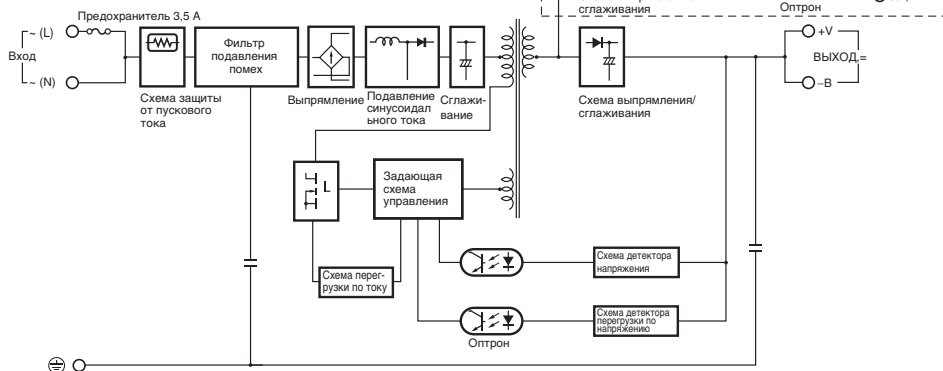 сглаживания
Оптрон
Предохранитель 3,5 А
~ (L)
Вход
~ (N)
Фильтр
подавления
помех
+V
ВЫХОД,=
–В
Схема защиты
от пускового
тока
Выпрямление
Подавление
синусоидал
ьного тока
Сглажи-
вание
Схема выпрямления/
сглаживания
Задающая
схема
управления
Схема перег-
рузки по току
Схема детектора
напряжения
Схема детектора
перегрузки по
напряжению
Оптрон